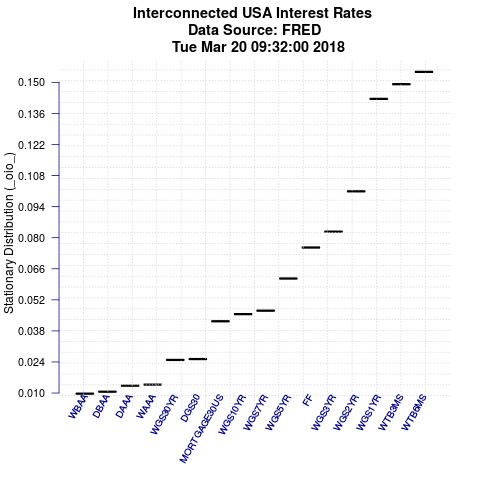 Interconnected USA Interest Rates
Data Source: FRED
Tue Mar 20 09:32:00 2018
Stationary Distribution (_oio_)
0.150
0.136
0.122
0.108
0.094
0.080
0.066
0.052
0.038
0.024
0.010
WBAA
DBAA
DAAA
WAAA
WGS30YR
DGS30
MORTGAGE30US
WGS10YR
WGS7YR
WGS5YR
FF
WGS3YR
WGS2YR
WGS1YR
WTB3MS
WTB6MS